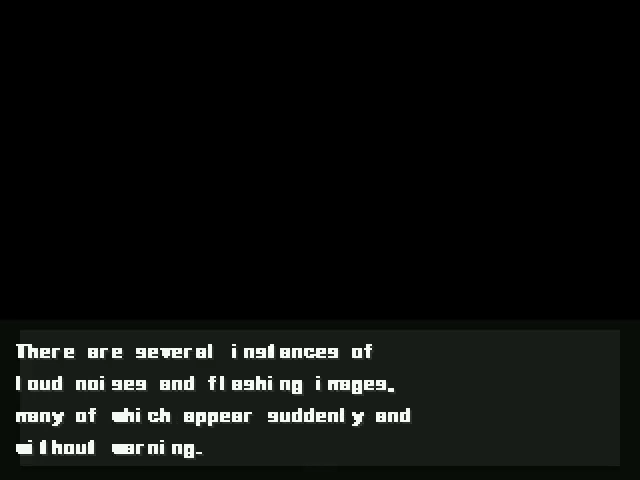 There are several instances of
loud noises and flashing images,
many of which appear suddenly and
without warning.